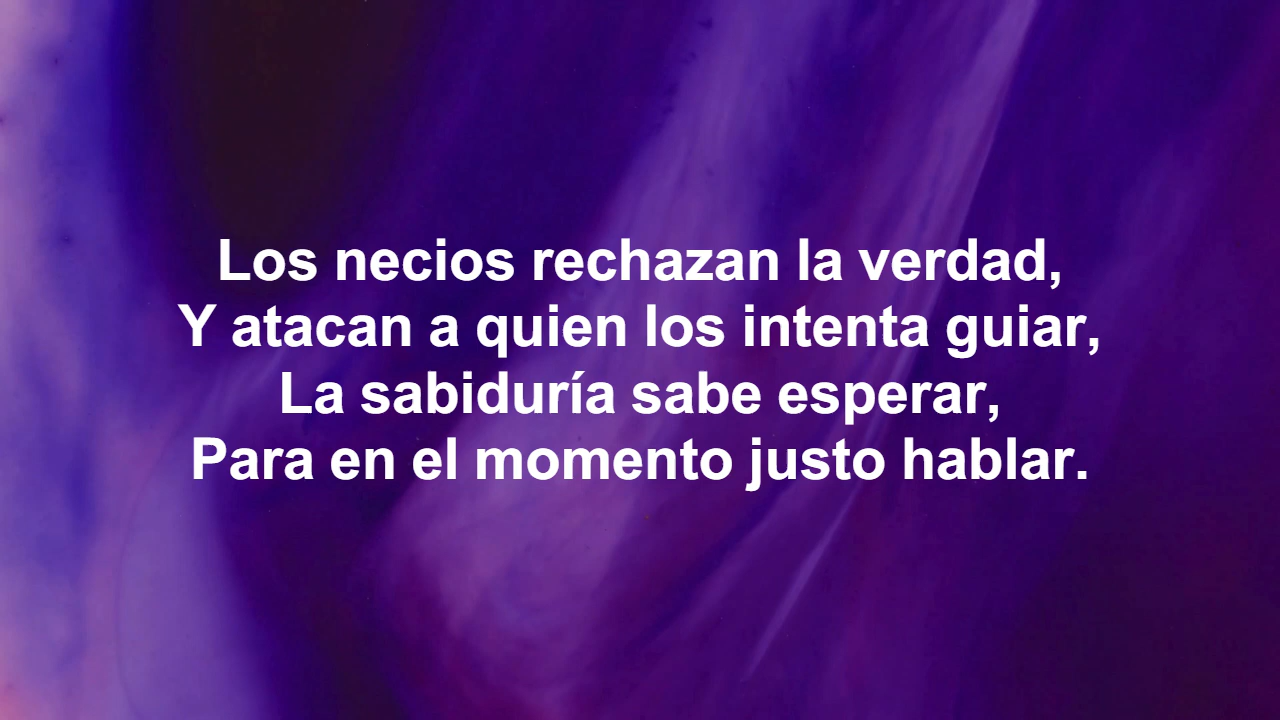 Los necios rechazan la verdad,
Y atacan a quien los intenta guiar,
La sabiduría sabe esperar,
Para en el momento justo hablar.